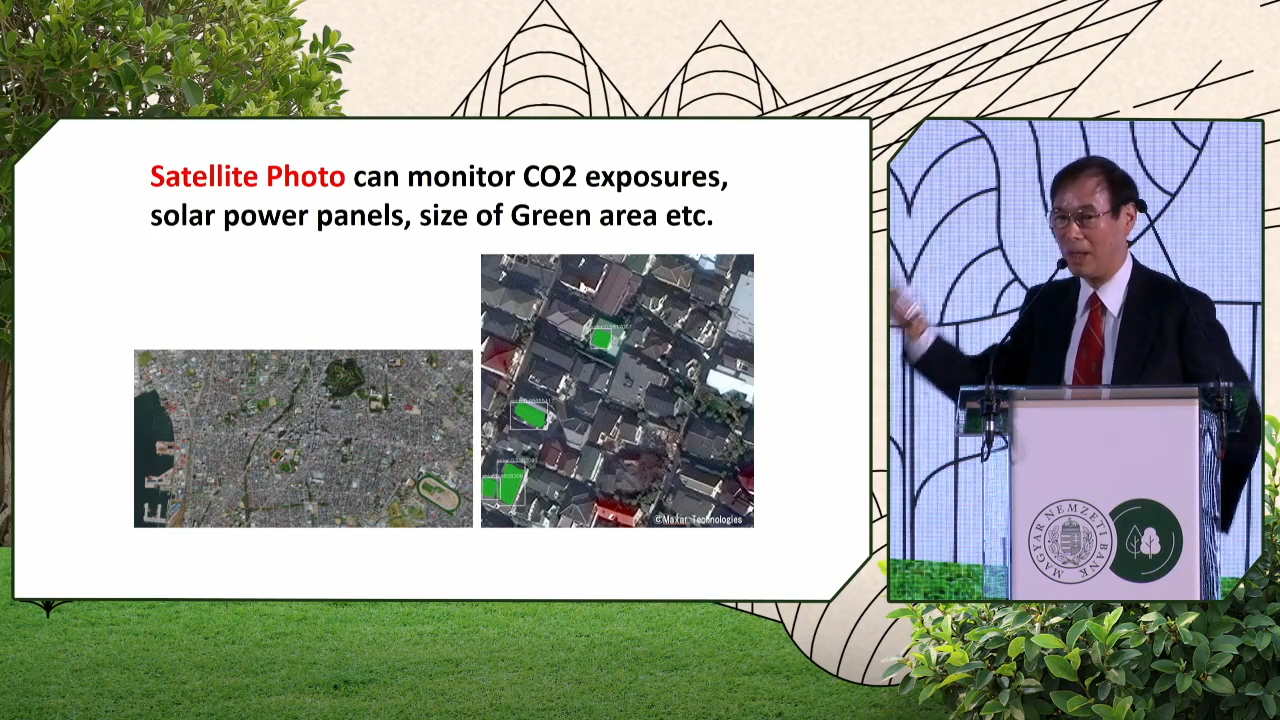 Satellite Photo can monitor CO2 exposures,
solar power panels, size of Green area etc.
©Maxar Technologies
MAGYAR NEMZETI BANK